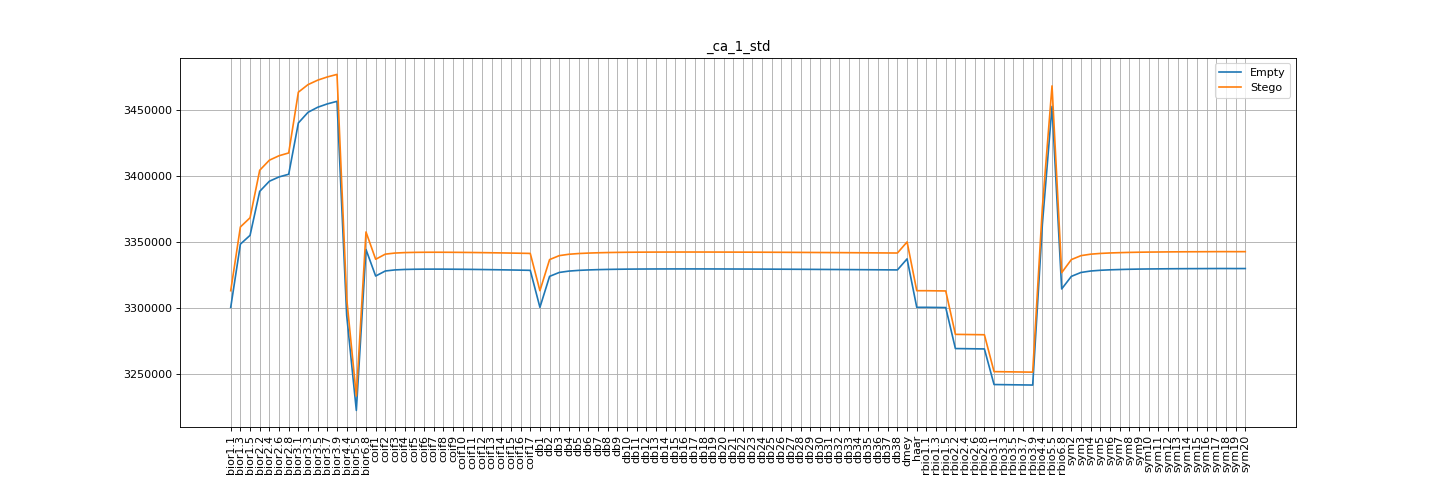 _ca_1_std
Empty
Stego
3450000
3400000
3350000
3300000
3250000
bior1.1
bior1.3
bior1.5
bior2.2
bior2.4
bior2.6
bior2.8
bior3.1
bior3.3
bior3.5
bior3.7
bior3.9
bior4.4
bior5.5
bior6.8
coif1
coif2
coif3
coif4
coif5
coif6
coif7
coif8
coif9
coif10
coif11
coif12
coif13
coif14
coif15
coif16
coif17
db1
db2
db3
db4
db5
db6
db7
db8
db9
db10
db11
db12
db13
db14
db15
db16
db17
db18
db19
db20
db21
db22
db23
db24
db25
db26
db27
db28
db29
db30
db31
db32
db33
db34
db35
db36
db37
db38
dmey
haar
rbio1.1
rbio1.3
rbio1.5
rbio2.2
rbio2.4
rbio2.6
rbio2.8
rbio3.1
rbio3.3
rbio3.5
rbio3.7
rbio3.9
rbio4.4
rbio5.5
rbio6.8
sym2
sym3
sym4
sym5
sym6
sym7
sym8
sym9
sym10
sym11
sym12
sym13
sym14
sym15
sym16
sym17
sym18
sym19
sym20